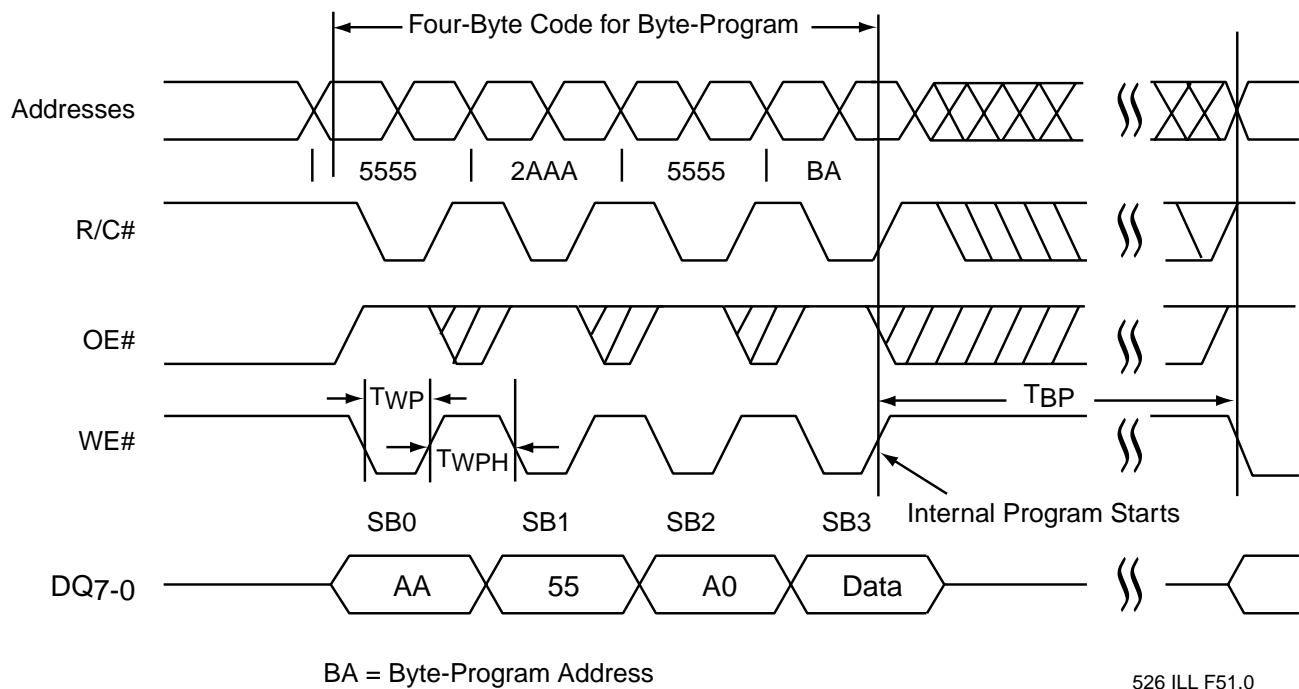 Four-Byte Code for Byte-Program
Addresses
5555 2AAA 5555 BA
R/C#
OE#
TWP
TBP
WE#
TWPH
Internal Program Starts
SB0 SB1 SB2 SB3
DQ7-0
AA 55 A0 Data
BA = Byte-Program Address
526 ILL F51.0